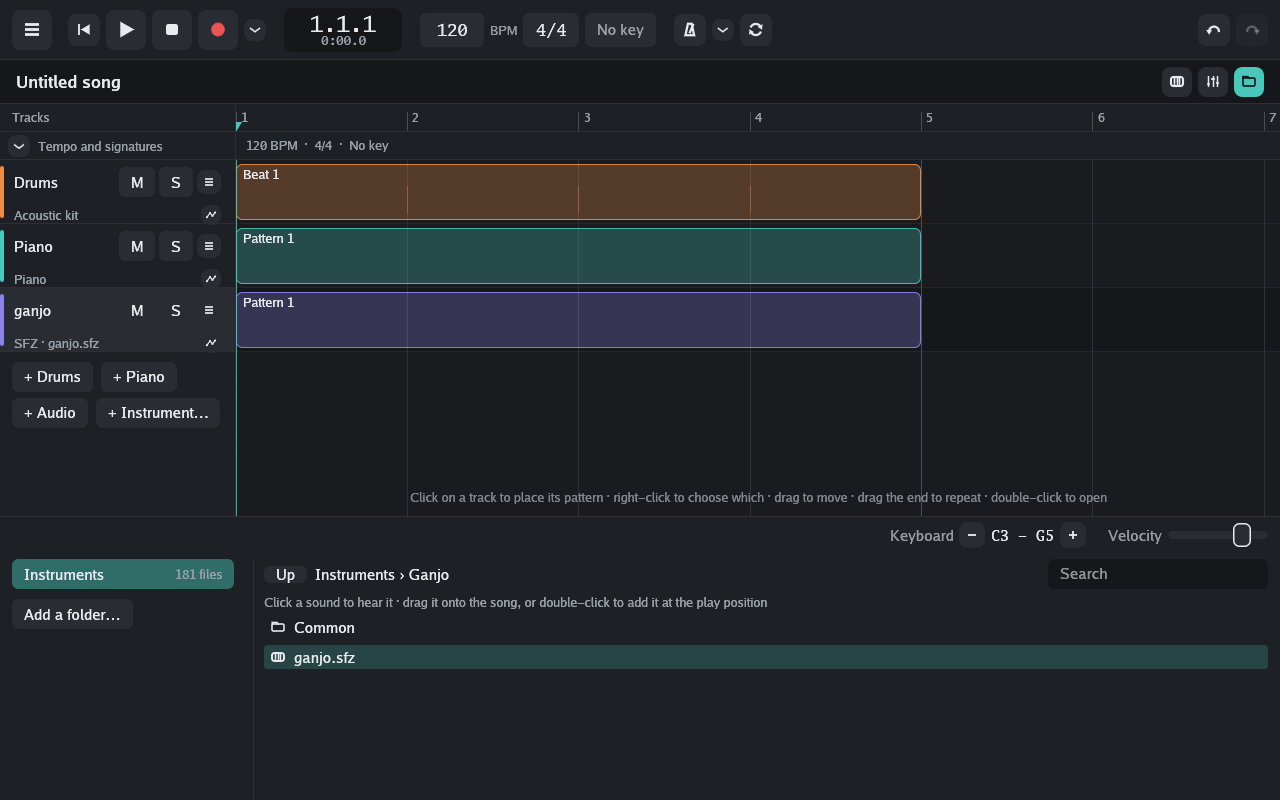 1.1.1
0:00.0
120 BPM 4/4 No key
Untitled song
Tracks 1 2 3 4 5 6 7
Tempo and signatures 120 BPM · 4/4 · No key
Drums M S
Acoustic kit
Beat 1
Piano M S
Piano
Pattern 1
ganjo M S
SFZ · ganjo.sfz
Pattern 1
+ Drums + Piano
+ Audio + Instrument...
Click on a track to place its pattern · right-click to choose which · drag to move · drag the end to repeat · double-click to open
Keyboard − C3 – G5 + Velocity
Instruments 181 files
Add a folder...
Up Instruments › Ganjo Search
Click a sound to hear it · drag it onto the song, or double-click to add it at the play position
Common
ganjo.sfz